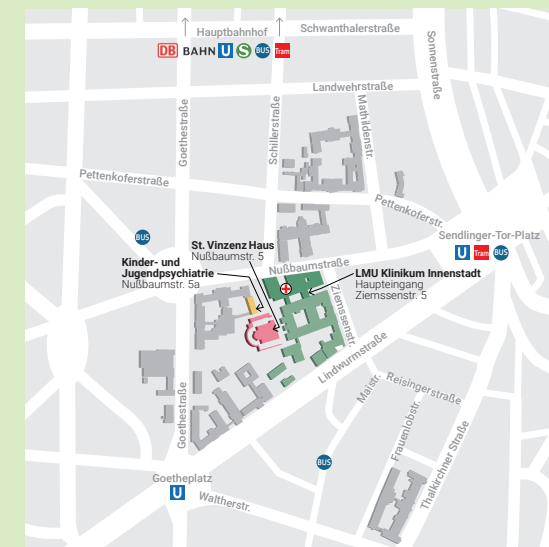 Hauptbahnhof
Schwanthalerstraße
DB BAHN U S BUS Tram
Sonnenstraße
Landwehrstraße
Mathildenstr.
Goethestraße
Schillerstraße
Pettenkoferstraße
Pettenkoferstr.
BUS
Sendlinger-Tor-Platz
U Tram BUS
St. Vinzenz Haus
Nußbaumstr. 5
Kinder- und
Jugendpsychiatrie
Nußbaumstr. 5a
Nußbaumstraße
LMU Klinikum Innenstadt
Haupteingang
Ziemssenstr. 5
Ziemssenstr.
Lindwurmstraße
Maistr.
Reisingerstraße
Goethestraße
Frauenlobstr.
Thalkirchner Straße
BUS
Goetheplatz
U
Waltherstr.